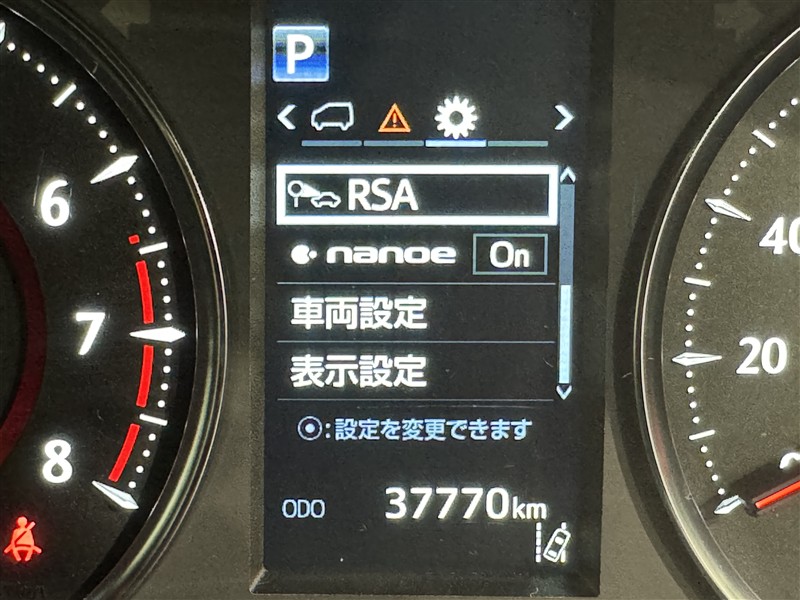 P
RSA
nanoe On
車両設定
表示設定
⦿:設定を変更できます
ODO 37770km
6
7
8
40
20